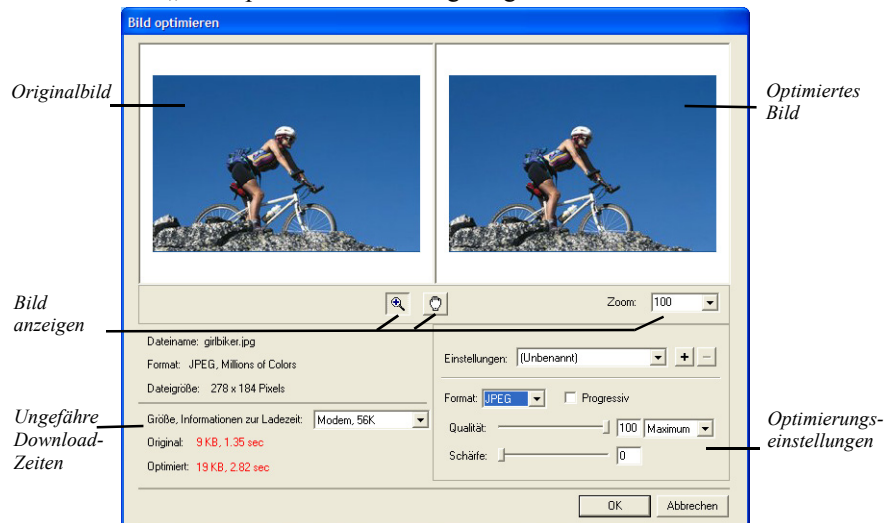 Bild optimieren
Originalbild
Optimiertes
Bild
Bild
anzeigen
Zoom: 100
Dateiname: girlbiker.jpg
Format: JPEG, Millions of Colors
Dateigröße: 278 x 184 Pixels
Einstellungen: (Unbenannt) + −
Format: JPEG Progressiv
Ungefähre
Download-
Zeiten
Größe, Informationen zur Ladezeit: Modem, 56K
Original: 9 KB, 1.35 sec
Optimiert: 19 KB, 2.82 sec
Qualität: 100 Maximum
Schärfe: 0
Optimierungs-
einstellungen
OK Abbrechen